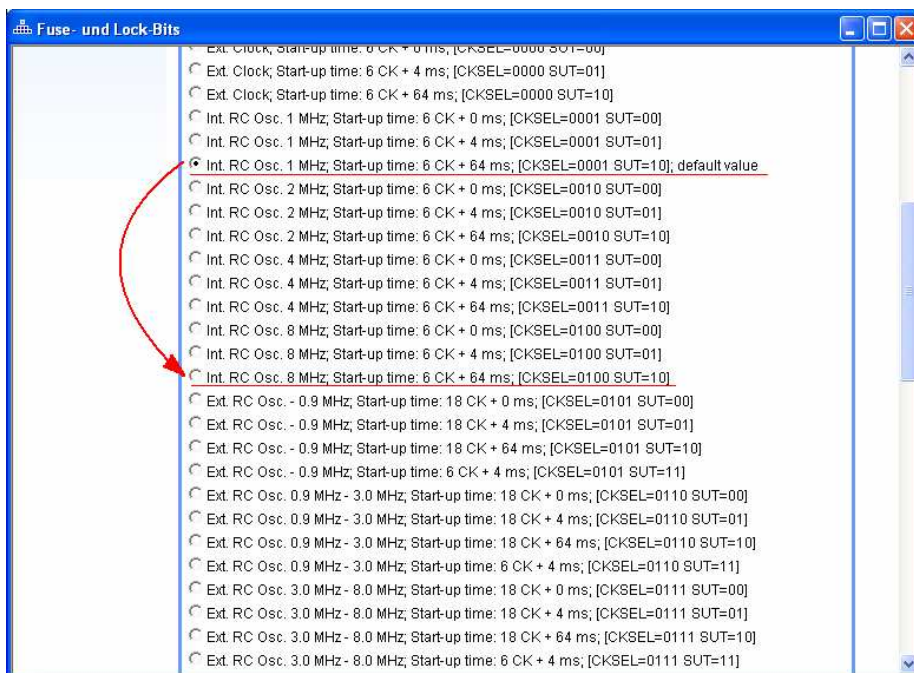 Fuse- und Lock-Bits
Ext. Clock; Start-up time: 6 CK + 0 ms; [CKSEL=0000 SUT=00]
Ext. Clock; Start-up time: 6 CK + 4 ms; [CKSEL=0000 SUT=01]
Ext. Clock; Start-up time: 6 CK + 64 ms; [CKSEL=0000 SUT=10]
Int. RC Osc. 1 MHz; Start-up time: 6 CK + 0 ms; [CKSEL=0001 SUT=00]
Int. RC Osc. 1 MHz; Start-up time: 6 CK + 4 ms; [CKSEL=0001 SUT=01]
Int. RC Osc. 1 MHz; Start-up time: 6 CK + 64 ms; [CKSEL=0001 SUT=10]; default value
Int. RC Osc. 2 MHz; Start-up time: 6 CK + 0 ms; [CKSEL=0010 SUT=00]
Int. RC Osc. 2 MHz; Start-up time: 6 CK + 4 ms; [CKSEL=0010 SUT=01]
Int. RC Osc. 2 MHz; Start-up time: 6 CK + 64 ms; [CKSEL=0010 SUT=10]
Int. RC Osc. 4 MHz; Start-up time: 6 CK + 0 ms; [CKSEL=0011 SUT=00]
Int. RC Osc. 4 MHz; Start-up time: 6 CK + 4 ms; [CKSEL=0011 SUT=01]
Int. RC Osc. 4 MHz; Start-up time: 6 CK + 64 ms; [CKSEL=0011 SUT=10]
Int. RC Osc. 8 MHz; Start-up time: 6 CK + 0 ms; [CKSEL=0100 SUT=00]
Int. RC Osc. 8 MHz; Start-up time: 6 CK + 4 ms; [CKSEL=0100 SUT=01]
Int. RC Osc. 8 MHz; Start-up time: 6 CK + 64 ms; [CKSEL=0100 SUT=10]
Ext. RC Osc. - 0.9 MHz; Start-up time: 18 CK + 0 ms; [CKSEL=0101 SUT=00]
Ext. RC Osc. - 0.9 MHz; Start-up time: 18 CK + 4 ms; [CKSEL=0101 SUT=01]
Ext. RC Osc. - 0.9 MHz; Start-up time: 18 CK + 64 ms; [CKSEL=0101 SUT=10]
Ext. RC Osc. - 0.9 MHz; Start-up time: 6 CK + 4 ms; [CKSEL=0101 SUT=11]
Ext. RC Osc. 0.9 MHz - 3.0 MHz; Start-up time: 18 CK + 0 ms; [CKSEL=0110 SUT=00]
Ext. RC Osc. 0.9 MHz - 3.0 MHz; Start-up time: 18 CK + 4 ms; [CKSEL=0110 SUT=01]
Ext. RC Osc. 0.9 MHz - 3.0 MHz; Start-up time: 18 CK + 64 ms; [CKSEL=0110 SUT=10]
Ext. RC Osc. 0.9 MHz - 3.0 MHz; Start-up time: 6 CK + 4 ms; [CKSEL=0110 SUT=11]
Ext. RC Osc. 3.0 MHz - 8.0 MHz; Start-up time: 18 CK + 0 ms; [CKSEL=0111 SUT=00]
Ext. RC Osc. 3.0 MHz - 8.0 MHz; Start-up time: 18 CK + 4 ms; [CKSEL=0111 SUT=01]
Ext. RC Osc. 3.0 MHz - 8.0 MHz; Start-up time: 18 CK + 64 ms; [CKSEL=0111 SUT=10]
Ext. RC Osc. 3.0 MHz - 8.0 MHz; Start-up time: 6 CK + 4 ms; [CKSEL=0111 SUT=11]